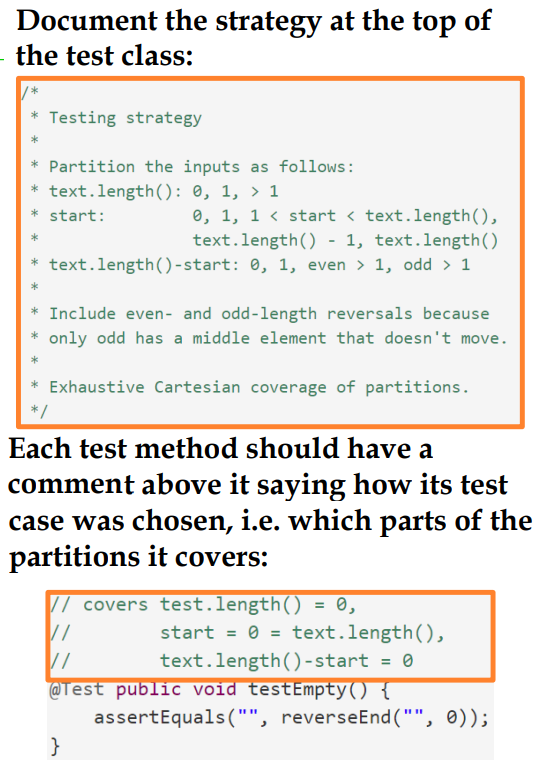 Document the strategy at the top of
the test class:
/*
* Testing strategy
*
* Partition the inputs as follows:
* text.length(): 0, 1, > 1
* start:         0, 1, 1 < start < text.length(),
*                text.length() - 1, text.length()
* text.length()-start: 0, 1, even > 1, odd > 1
*
* Include even- and odd-length reversals because
* only odd has a middle element that doesn't move.
*
* Exhaustive Cartesian coverage of partitions.
*/
Each test method should have a
comment above it saying how its test
case was chosen, i.e. which parts of the
partitions it covers:
// covers test.length() = 0,
//        start = 0 = text.length(),
//        text.length()-start = 0
@Test public void testEmpty() {
    assertEquals("", reverseEnd("", 0));
}